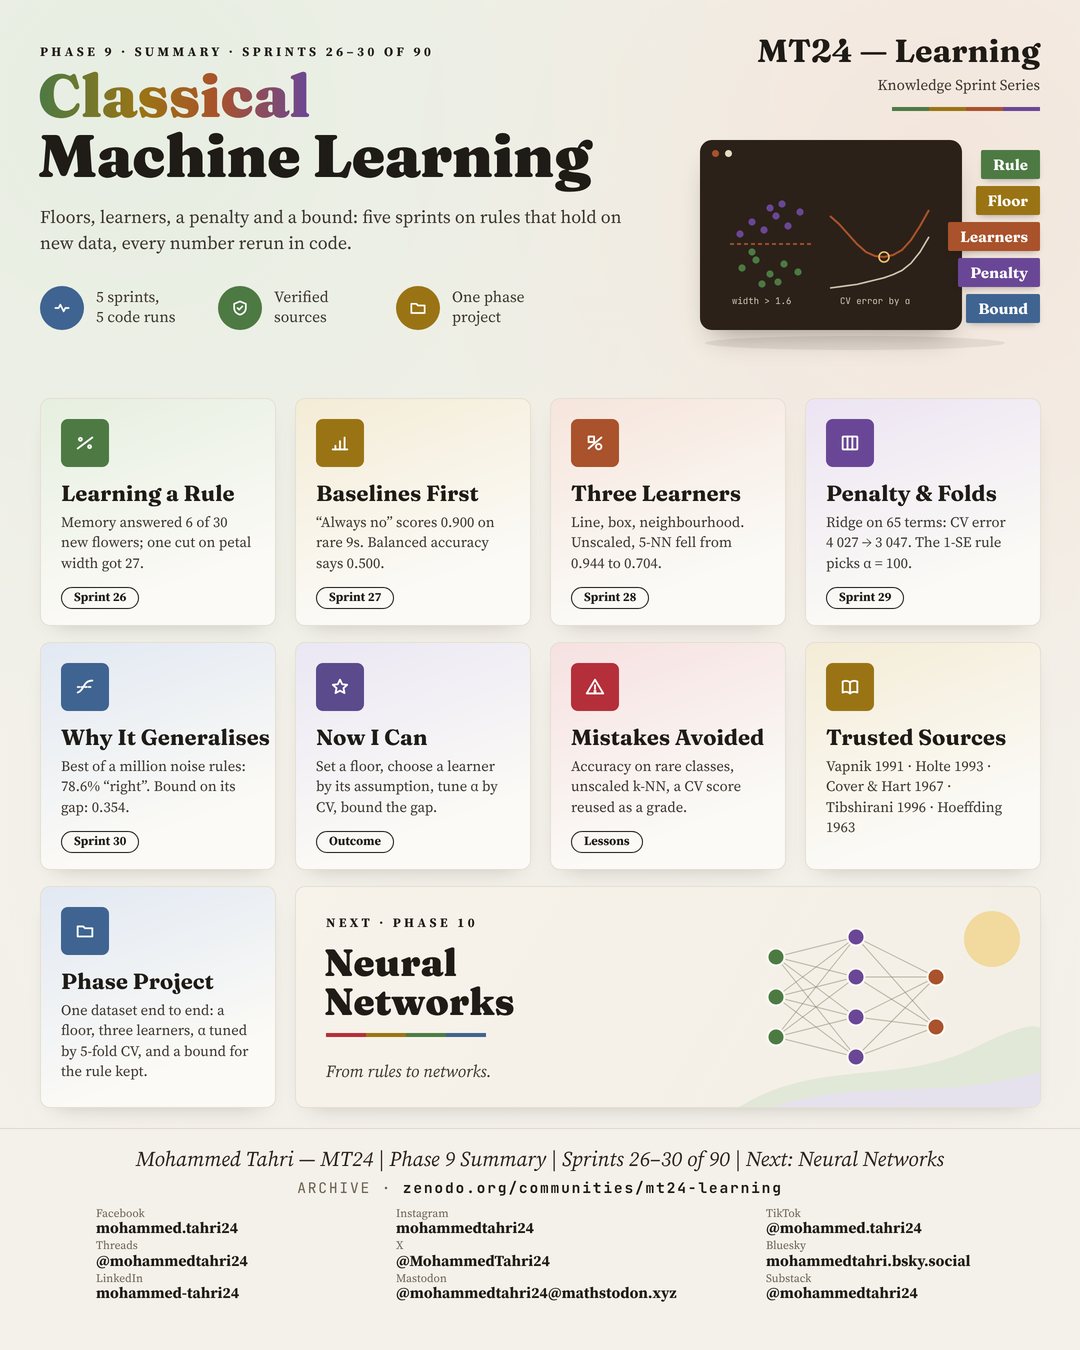 PHASE 9 · SUMMARY · SPRINTS 26–30 OF 90
Classical
Machine Learning
Floors, learners, a penalty and a bound: five sprints on rules that hold on
new data, every number rerun in code.
5 sprints,
5 code runs
Verified
sources
One phase
project
MT24 — Learning
Knowledge Sprint Series
width > 1.6
CV error by α
Rule
Floor
Learners
Penalty
Bound
Learning a Rule
Memory answered 6 of 30
new flowers; one cut on petal
width got 27.
Sprint 26
Baselines First
“Always no” scores 0.900 on
rare 9s. Balanced accuracy
says 0.500.
Sprint 27
Three Learners
Line, box, neighbourhood.
Unscaled, 5-NN fell from
0.944 to 0.704.
Sprint 28
Penalty & Folds
Ridge on 65 terms: CV error
4 027 → 3 047. The 1-SE rule
picks α = 100.
Sprint 29
Why It Generalises
Best of a million noise rules:
78.6% “right”. Bound on its
gap: 0.354.
Sprint 30
Now I Can
Set a floor, choose a learner
by its assumption, tune α by
CV, bound the gap.
Outcome
Mistakes Avoided
Accuracy on rare classes,
unscaled k-NN, a CV score
reused as a grade.
Lessons
Trusted Sources
Vapnik 1991 · Holte 1993 ·
Cover & Hart 1967 ·
Tibshirani 1996 · Hoeffding
1963
Phase Project
One dataset end to end: a
floor, three learners, α tuned
by 5-fold CV, and a bound for
the rule kept.
NEXT · PHASE 10
Neural
Networks
From rules to networks.
Mohammed Tahri — MT24 | Phase 9 Summary | Sprints 26–30 of 90 | Next: Neural Networks
ARCHIVE · zenodo.org/communities/mt24-learning
Facebook
mohammed.tahri24
Threads
@mohammedtahri24
LinkedIn
mohammed-tahri24
Instagram
mohammedtahri24
X
@MohammedTahri24
Mastodon
@mohammedtahri24@mathstodon.xyz
TikTok
@mohammed.tahri24
Bluesky
mohammedtahri.bsky.social
Substack
@mohammedtahri24